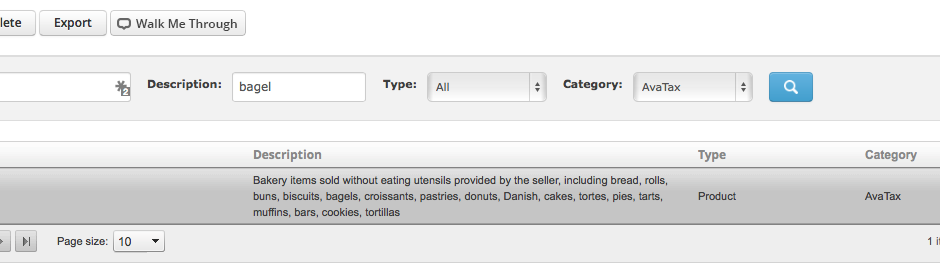 lete Export Walk Me Through
2 Description: bagel Type: All Category: AvaTax
Description Type Category
Bakery items sold without eating utensils provided by the seller, including bread, rolls,
buns, biscuits, bagels, croissants, pastries, donuts, Danish, cakes, tortes, pies, tarts, Product AvaTax
muffins, bars, cookies, tortillas
Page size: 10 1 it